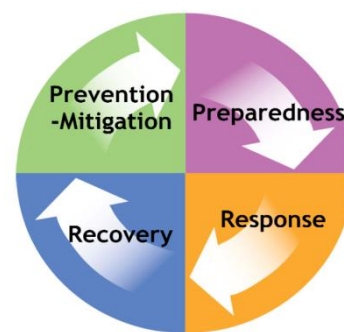 Prevention
-Mitigation
Preparedness
Response
Recovery